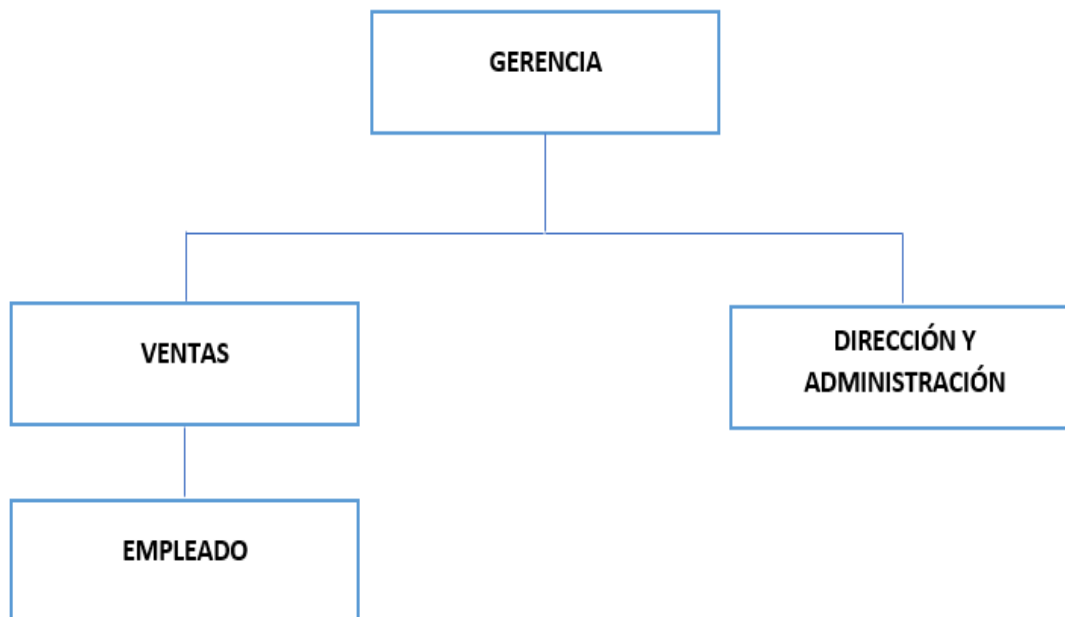 GERENCIA
VENTAS
DIRECCIÓN Y
ADMINISTRACIÓN
EMPLEADO